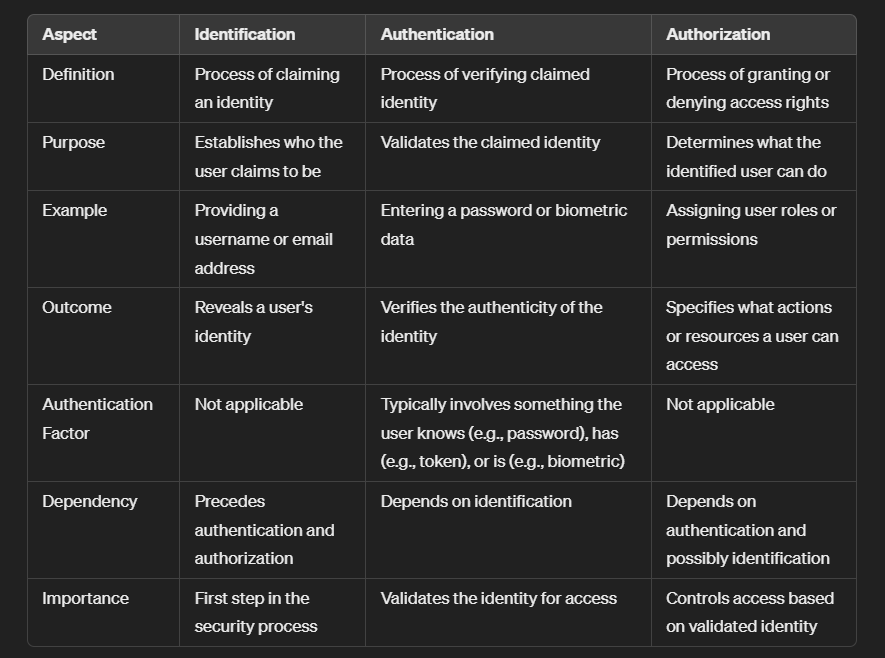 Aspect Identification Authentication Authorization
Definition Process of claiming Process of verifying claimed Process of granting or
an identity identity denying access rights
Purpose Establishes who the Validates the claimed identity Determines what the
user claims to be identified user can do
Example Providing a Entering a password or biometric Assigning user roles or
username or email data permissions
address
Outcome Reveals a user's Verifies the authenticity of the Specifies what actions
identity identity or resources a user can
access
Authentication Not applicable Typically involves something the Not applicable
Factor user knows (e.g., password), has
(e.g., token), or is (e.g., biometric)
Dependency Precedes Depends on identification Depends on
authentication and authentication and
authorization possibly identification
Importance First step in the Validates the identity for access Controls access based
security process on validated identity